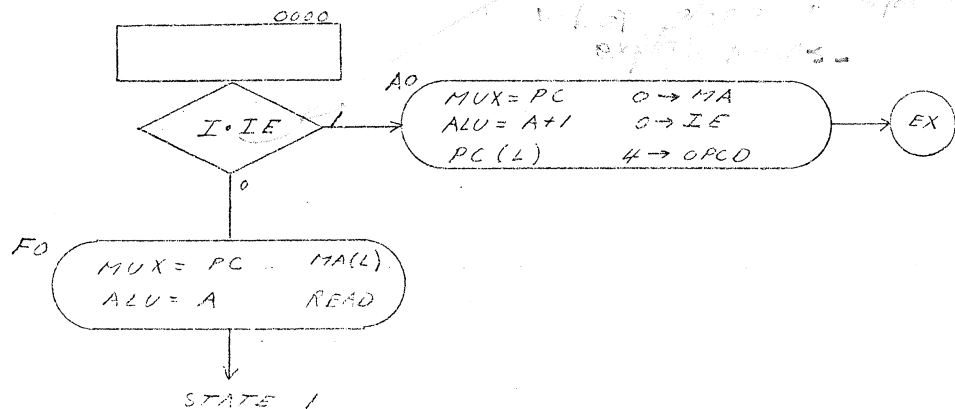 0000
I · IE
1
0
A0
MUX = PC 0 → MA
ALU = A+1 0 → IE
PC (L) 4 → OPCD
EX
F0
MUX = PC MA(L)
ALU = A READ
STATE 1